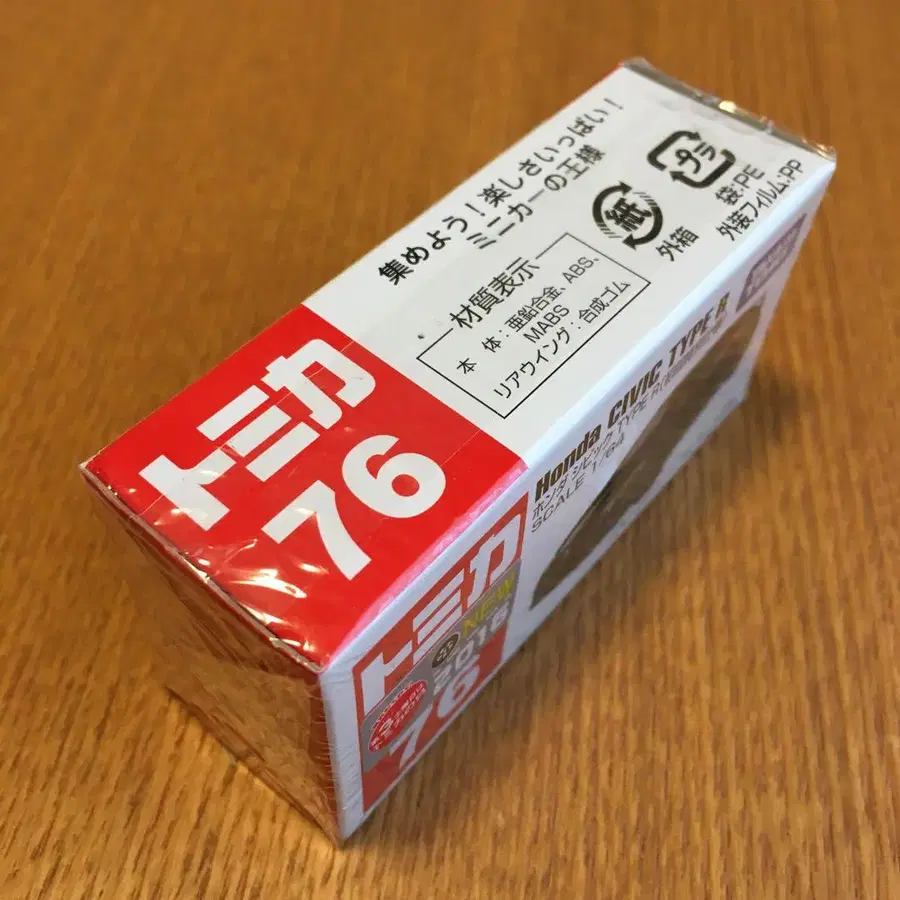 集めよう！楽しさいっぱい！
ミニカーの王様
材質表示
本 体：亜鉛合金、ABS、
MABS
リアウイング：合成ゴム
紙
外箱
プラ
袋:PE
外装フィルム:PP
トミカ
76
Honda CIVIC TYPE R
ホンダ シビック TYPE R
SCALE 1/64
トミカ
NEW
2018
76